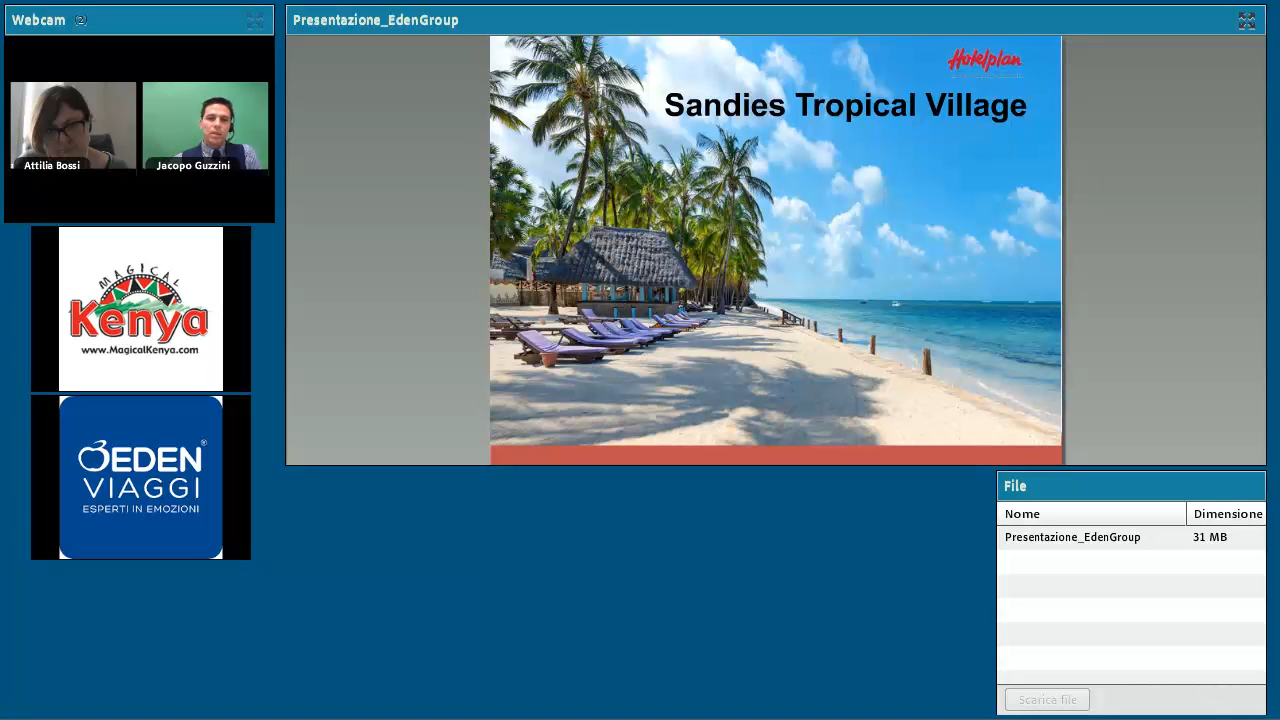 Webcam (2)
Attilia Bossi
Jacopo Guzzini
MAGICAL
Kenya
www.MagicalKenya.com
EDEN®
VIAGGI
ESPERTI IN EMOZIONI
Presentazione_EdenGroup
Hotelplan
Sandies Tropical Village
File
Nome Dimensione
Presentazione_EdenGroup 31 MB
Scarica file